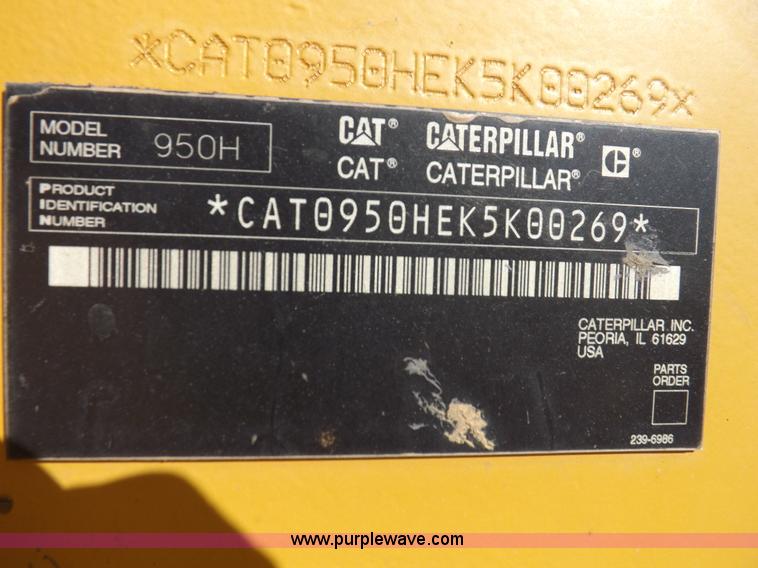 *CAT0950HEK5K00269*
MODEL NUMBER 950H
CAT® CATERPILLAR® ®
CAT® CATERPILLAR®
PRODUCT IDENTIFICATION NUMBER *CAT0950HEK5K00269*
CATERPILLAR INC.
PEORIA, IL 61629
USA
PARTS
ORDER
239-6986
www.purplewave.com